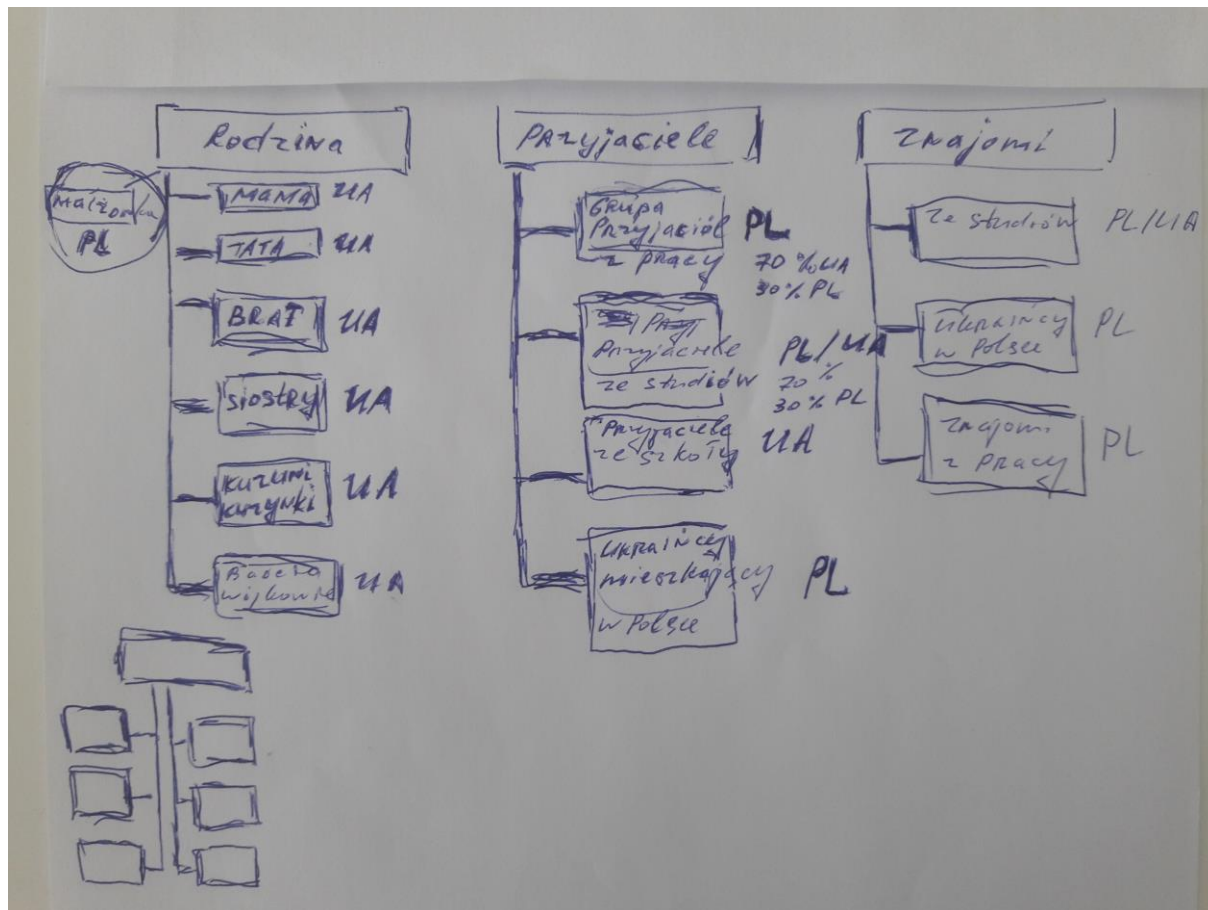 Rodzina
Małżonka
PL
MAMA UA
TATA UA
BRAT UA
SIOSTRY UA
KUZYNI UA
KUZYNKI
Babcia UA
Przyjaciele
Grupa
Przyjaciół PL
z pracy 70% UA
30% PL
Przyjaciele PL/UA
ze studiów 70%
30% PL
Przyjaciele UA
ze szkoły
Ukraińcy
mieszkający PL
w Polsce
Znajomi
ze studiów PL/UA
Ukraińcy PL
w Polsce
Znajomi PL
z pracy